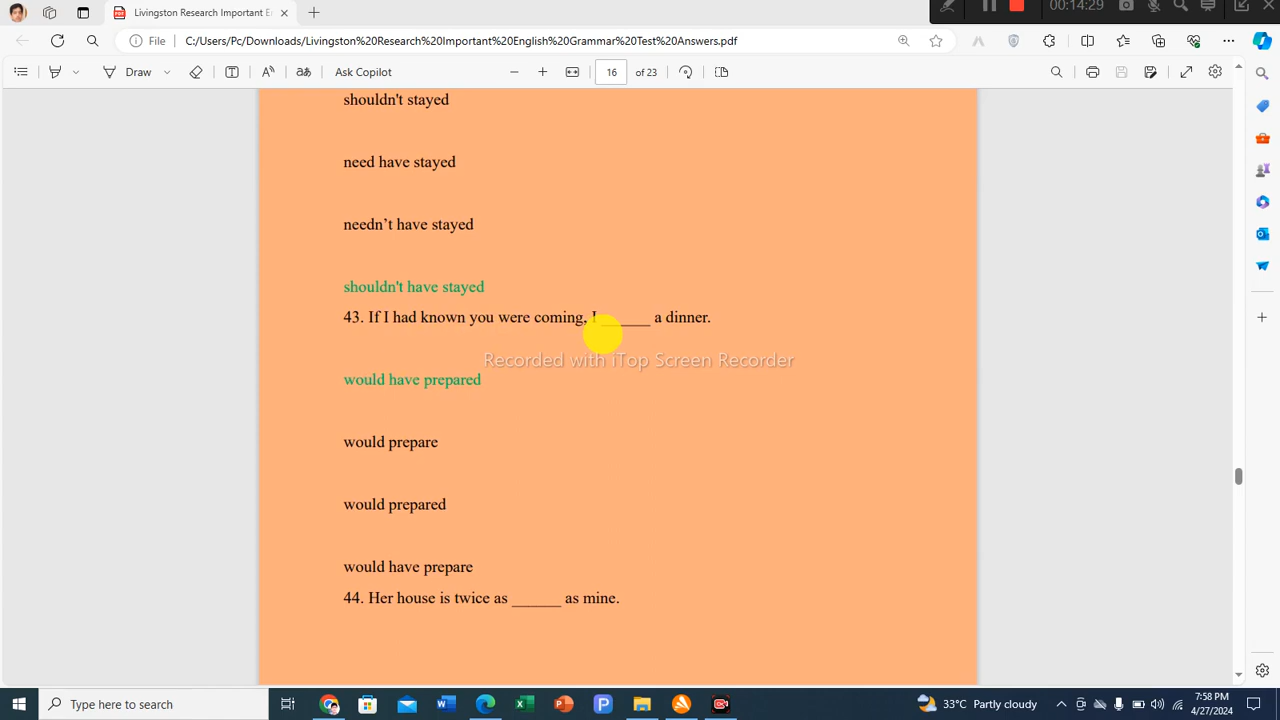 Livingston Research Important En
00:14:29
File
C:/Users/Pc/Downloads/Livingston%20Research%20Important%20English%20Grammar%20Test%20Answers.pdf
Draw
Ask Copilot
16 of 23
shouldn't stayed
need have stayed
needn’t have stayed
shouldn't have stayed
43. If I had known you were coming, I ______ a dinner.
Recorded with iTop Screen Recorder
would have prepared
would prepare
would prepared
would have prepare
44. Her house is twice as ______ as mine.
Type here to search
33°C Partly cloudy
7:58 PM
4/27/2024